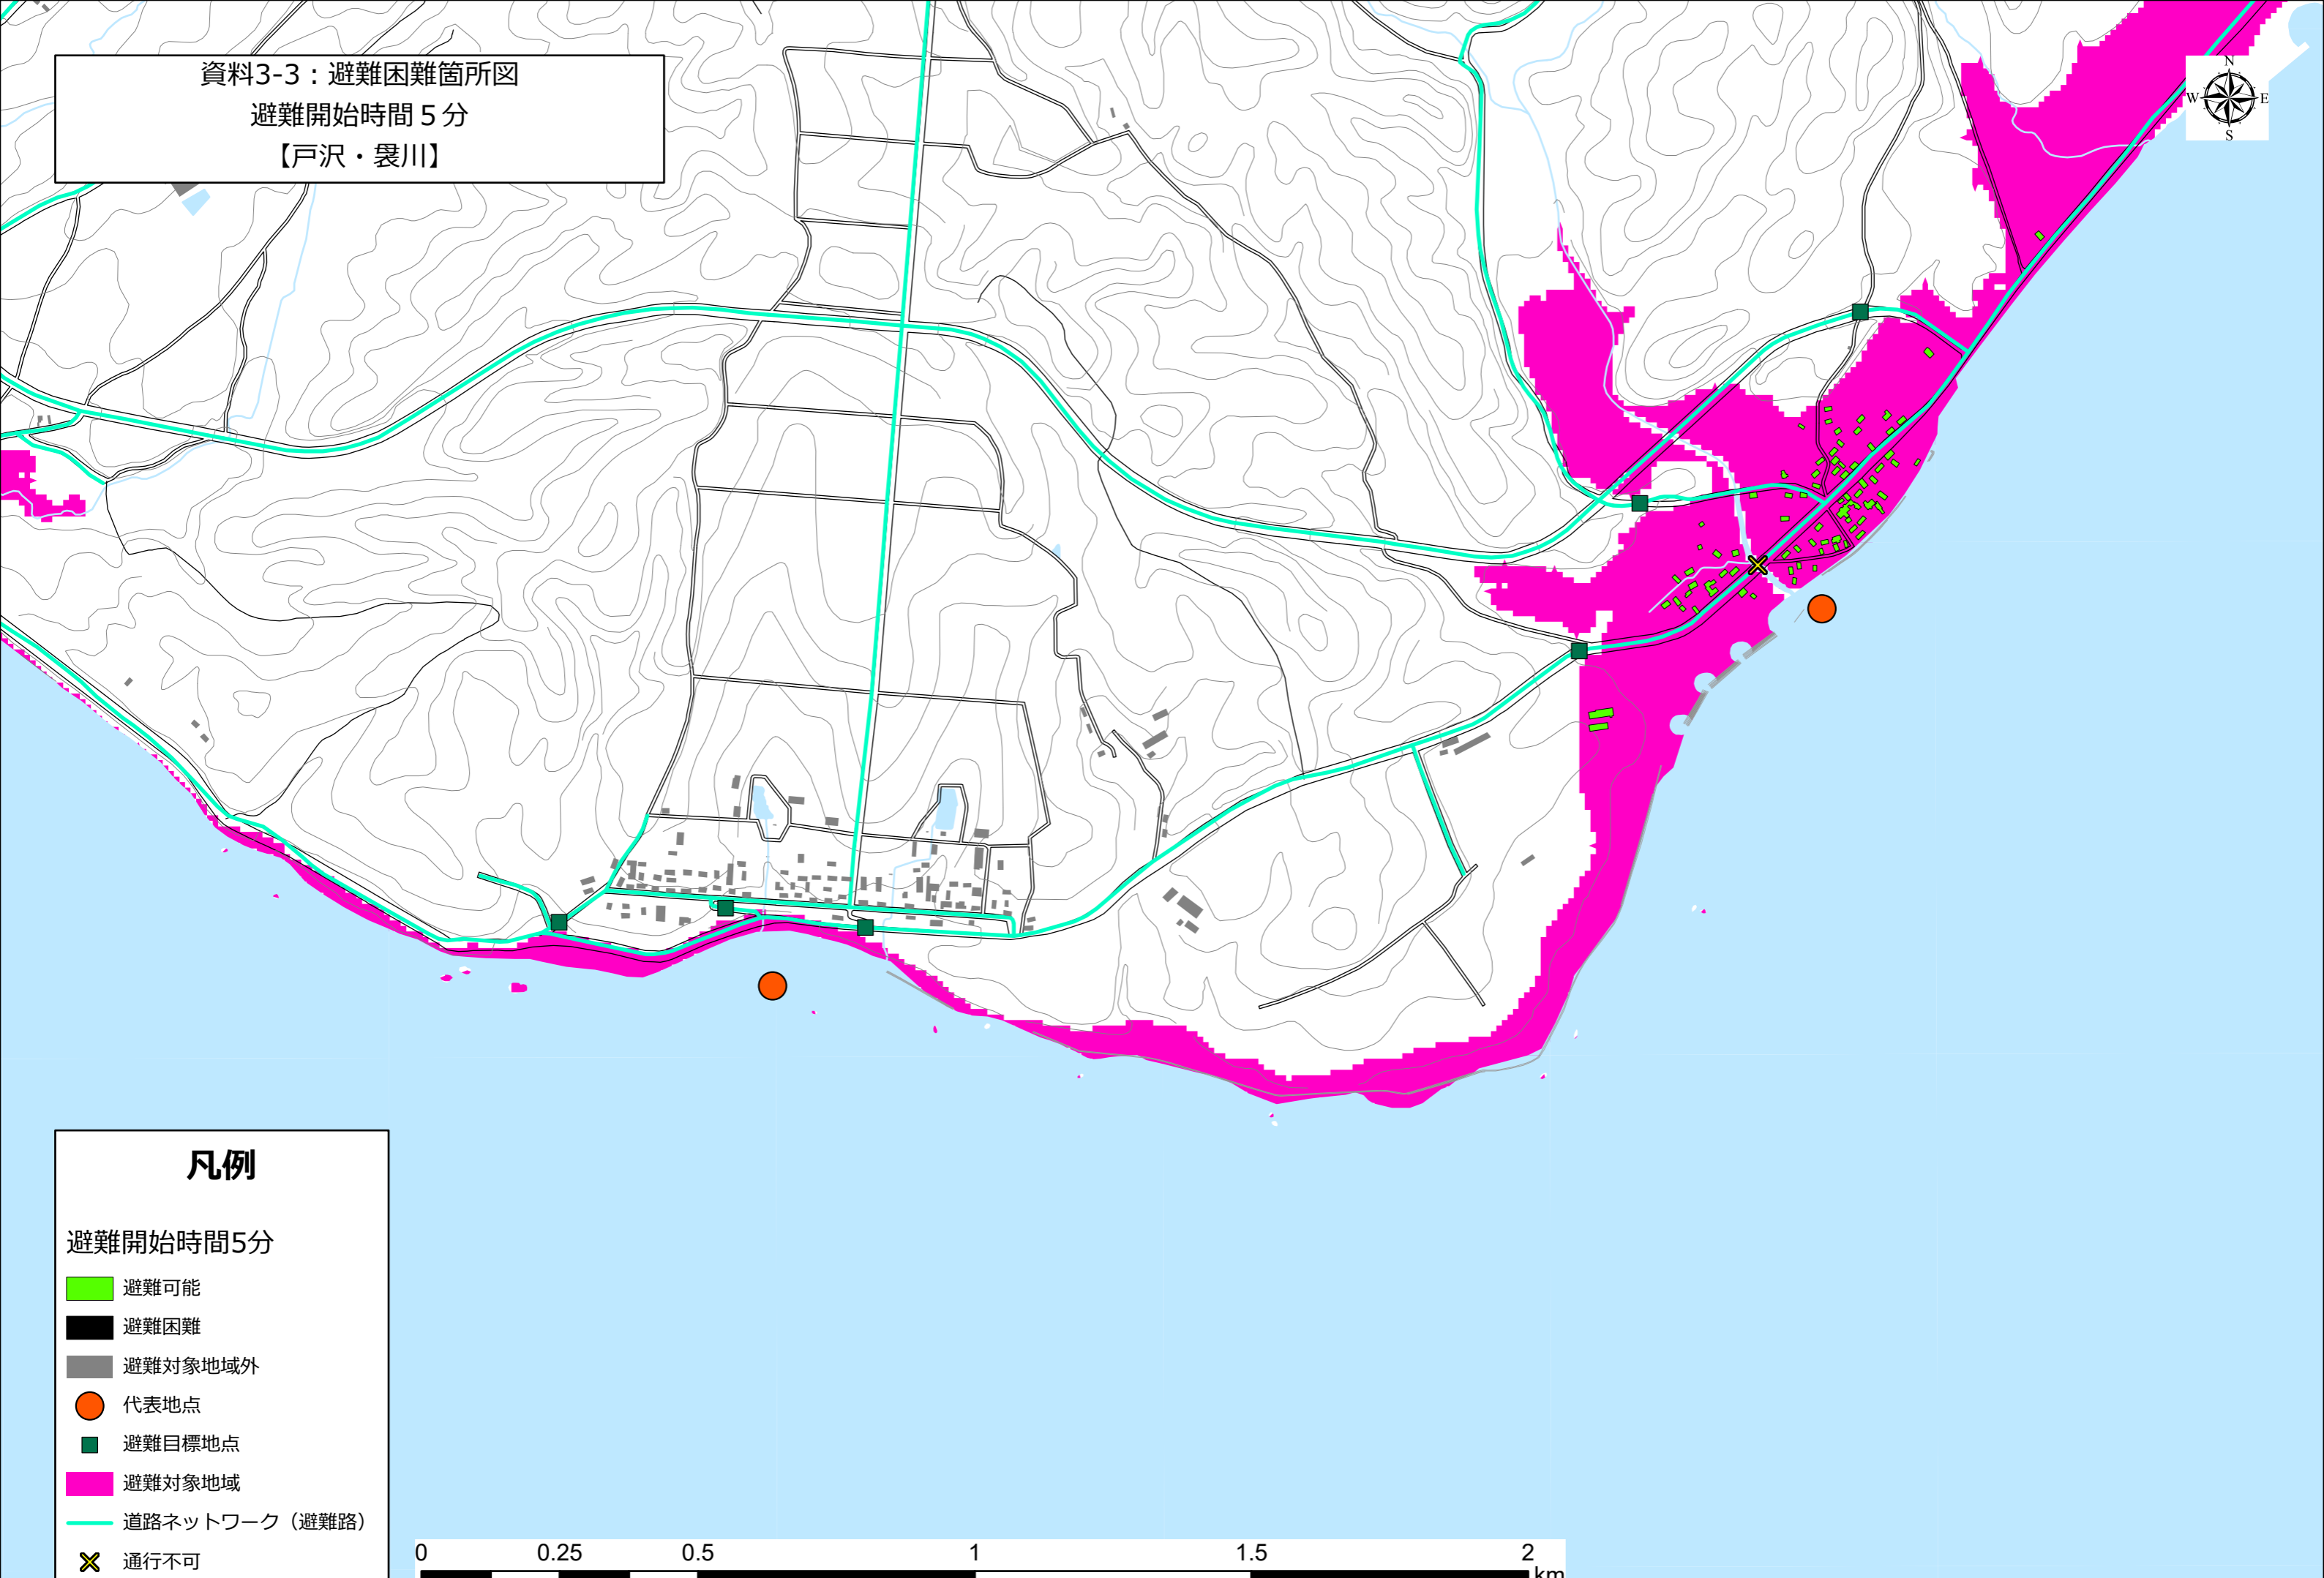 資料3-3：避難困難箇所図
避難開始時間５分
【戸沢・袰川】
N
W E
S
凡例
避難開始時間5分
避難可能
避難困難
避難対象地域外
代表地点
避難目標地点
避難対象地域
道路ネットワーク（避難路）
通行不可
0 0.25 0.5 1 1.5 2
km